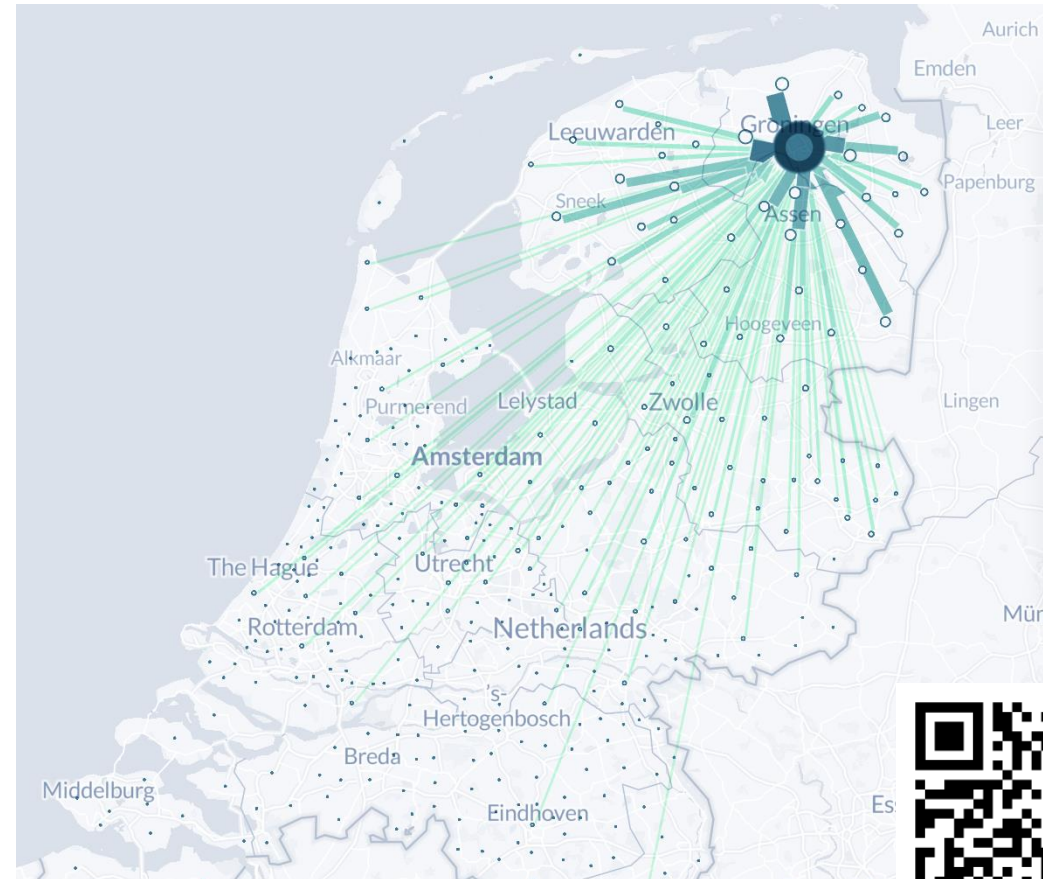 Aurich
Emden
Leer
Groningen
Leeuwarden
Papenburg
Sneek
Assen
Hoogeveen
Alkmaar
Lingen
Purmerend
Lelystad
Zwolle
Amsterdam
The Hague
Utrecht
Rotterdam
Netherlands
's-
Hertogenbosch
Breda
Middelburg
Eindhoven